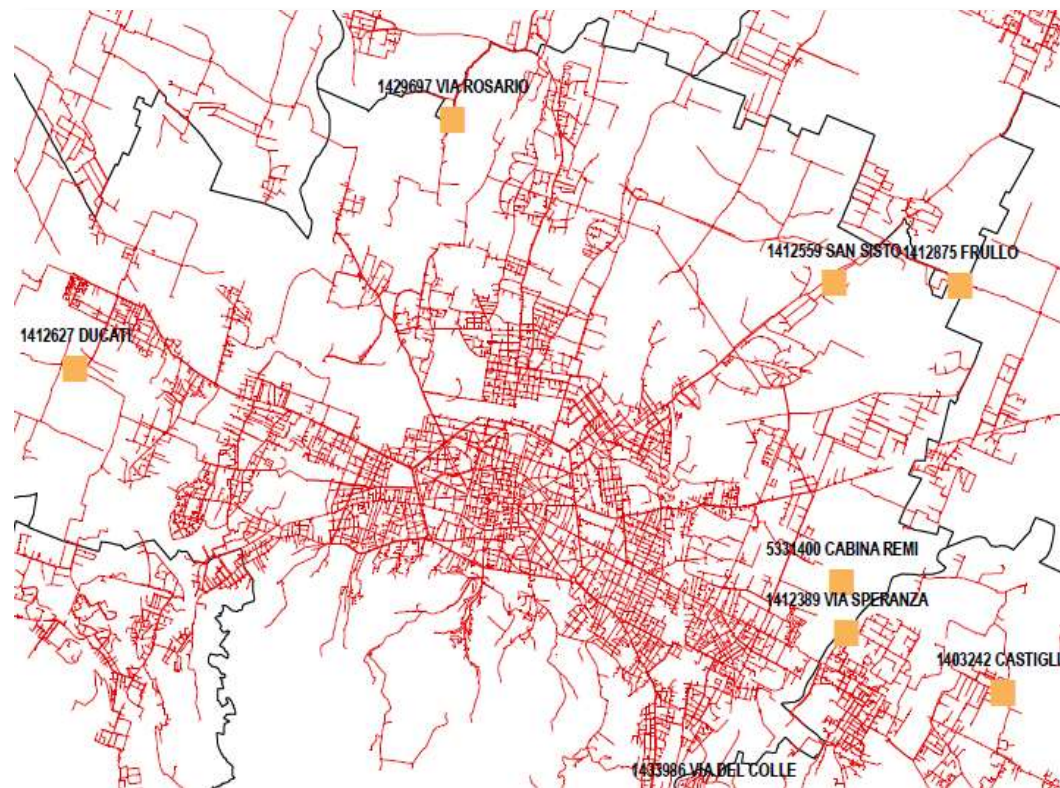 1429697 VIA ROSARIO
1412559 SAN SISTO
1412875 FRULLO
1412627 DUCATI
5331400 CABINA REMI
1412389 VIA SPERANZA
1403242 CASTIGLI
1433986 VIA DEL COLLE